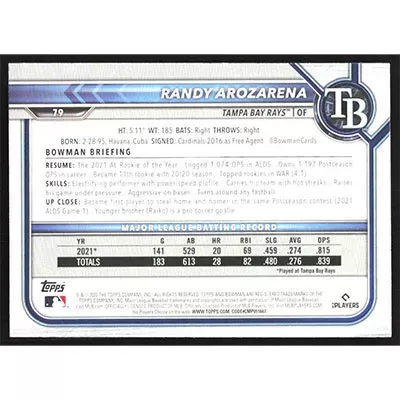 RANDY AROZARENA
79
TAMPA BAY RAYS™ | OF
TB
HT: 5'11" WT: 185 BATS: Right THROWS: Right
BORN: 2-28-95, Havana, Cuba SIGNED: Cardinals 2016 as Free Agent @BowmanCards
BOWMAN BRIEFING
RESUME: The 2021 AL Rookie of the Year... logged 1.074 OPS in ALDS. Owns 1.197 Postseason
OPS in career. Became 11th rookie with 20/20 season. Topped rookies in WAR (4.1)
SKILLS: Electrifying performer with power/speed profile. Carries his team with hot streaks. Raises
his game under pressure. Aggressive on bases. Turns around any fastball.
UP CLOSE: Became first player to steal home and homer in the same Postseason contest (2021
ALDS Game 1). Younger brother (Raiko) is a pro soccer goalie
MAJOR LEAGUE BATTING RECORD
YR G AB HR RBI SLG AVG OPS
2021* 141 529 20 69 .459 .274 .815
TOTALS 183 613 28 82 .480 .276 .839
*Played at Tampa Bay Rays
Topps
PLAYERS